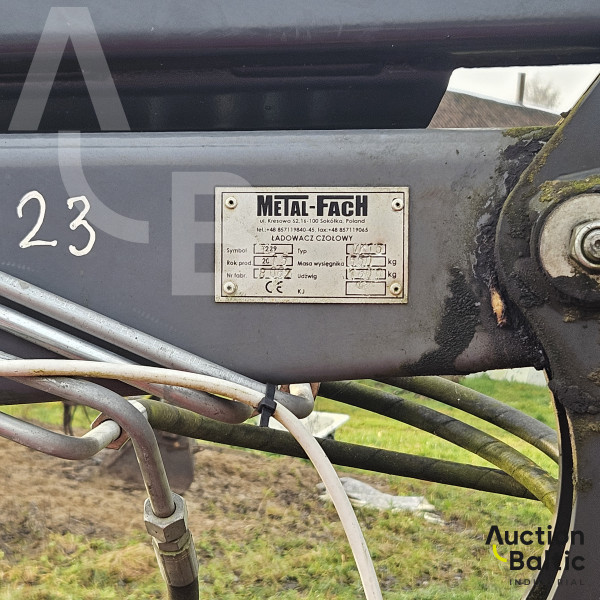 23
METAL-FACH
ul. Kresowa 62,16-100 Sokółka, Poland
tel.:+48 857119840-45, fax:+48 857119065
ŁADOWACZ CZOŁOWY
Symbol T229 Typ
Rok prod. Masa wysięgnika kg
Nr fabr. Udźwig kg
CE KJ
Auction
Baltic
INDUSTRIAL